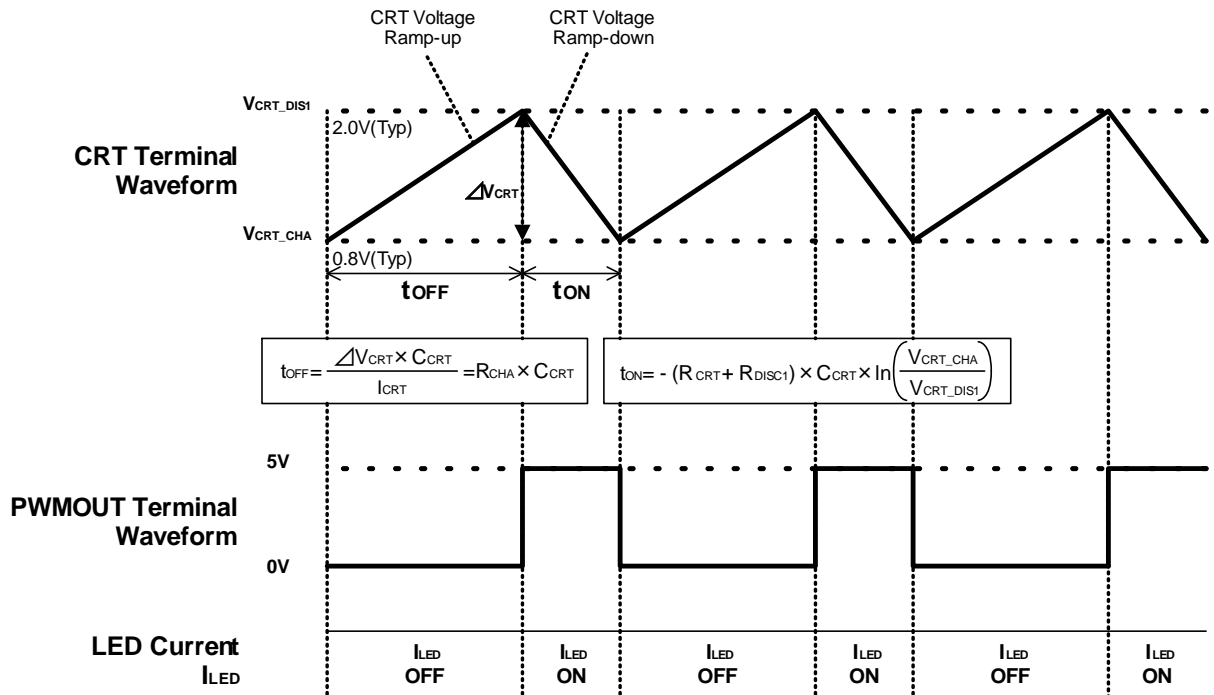 CRT Voltage
Ramp-up
CRT Voltage
Ramp-down
VCRT_DIS1
2.0V(Typ)
CRT Terminal
Waveform
⊿VCRT
VCRT_CHA
0.8V(Typ)
tOFF
tON
tOFF= ⊿VCRT × CCRT / ICRT =RCHA × CCRT
tON= - (RCRT+ RDISC1) × CCRT × ln(VCRT_CHA / VCRT_DIS1)
5V
PWMOUT Terminal
Waveform
0V
LED Current
ILED
ILED
OFF
ILED
ON
ILED
OFF
ILED
ON
ILED
OFF
ILED
ON